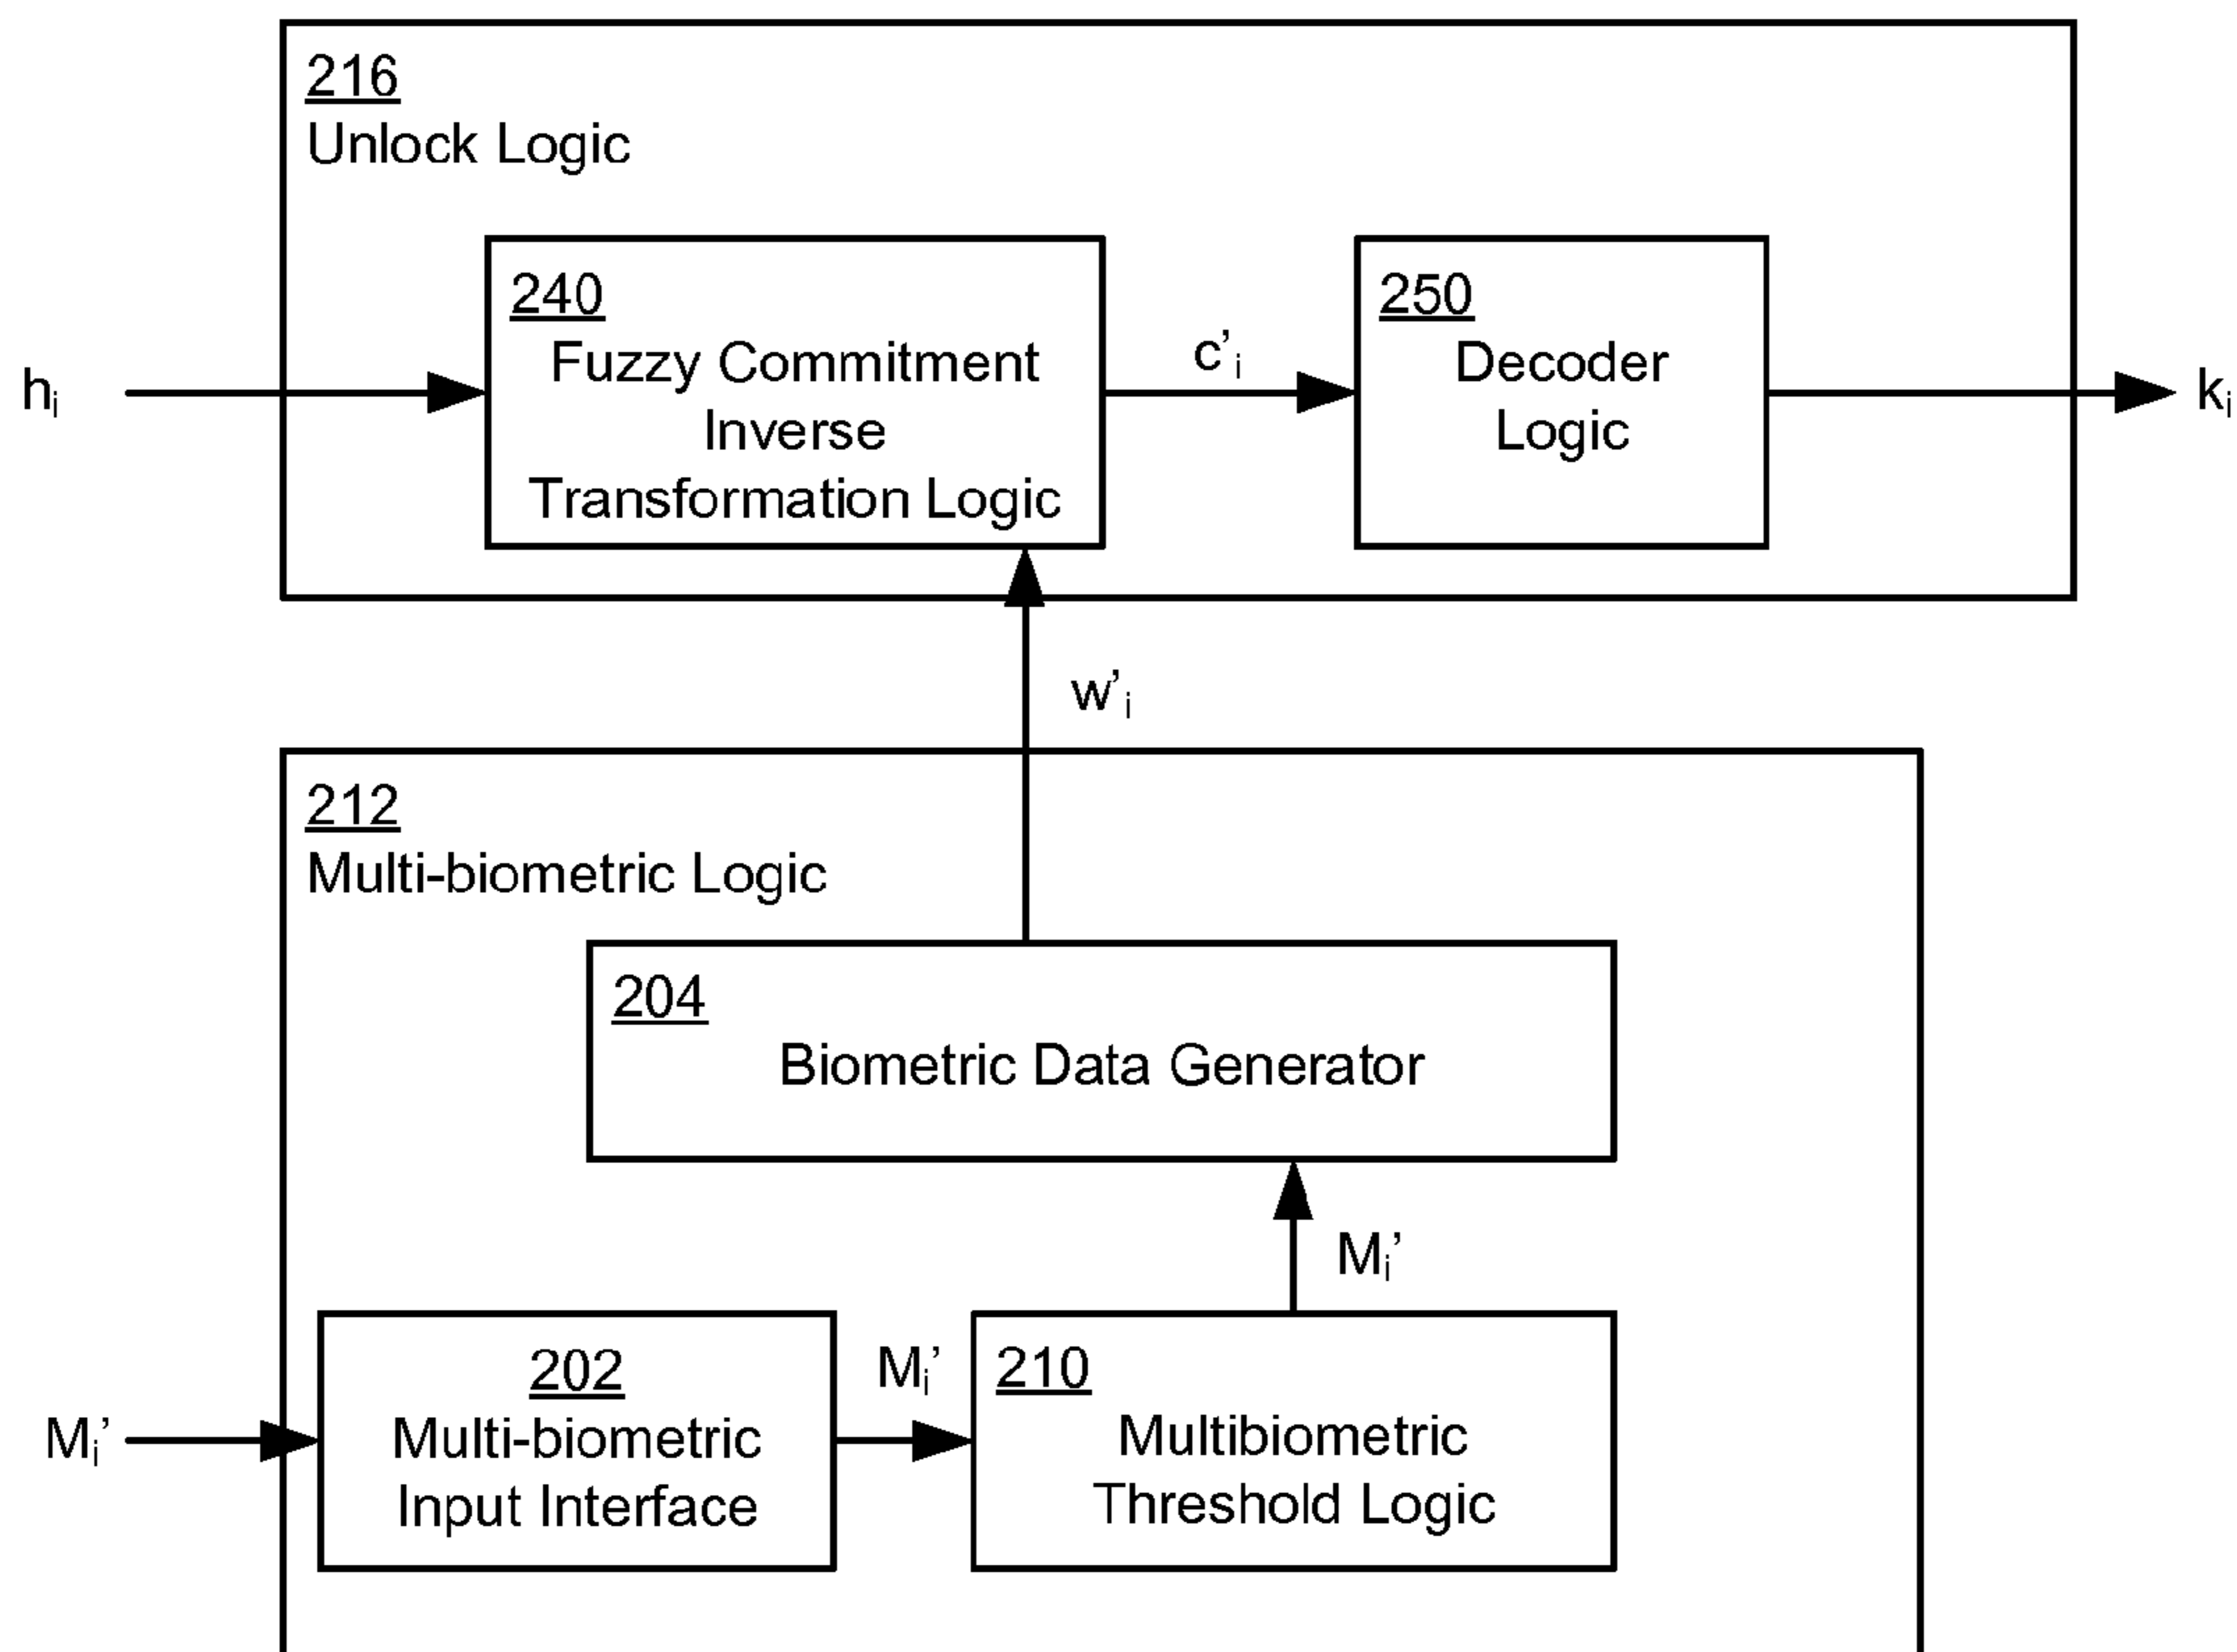 216
Unlock Logic
240
Fuzzy Commitment
Inverse
Transformation Logic
250
Decoder
Logic
hᵢ
c’ᵢ
kᵢ
w’ᵢ
212
Multi-biometric Logic
204
Biometric Data Generator
Mᵢ’
Mᵢ’
202
Multi-biometric
Input Interface
Mᵢ’
210
Multibiometric
Threshold Logic